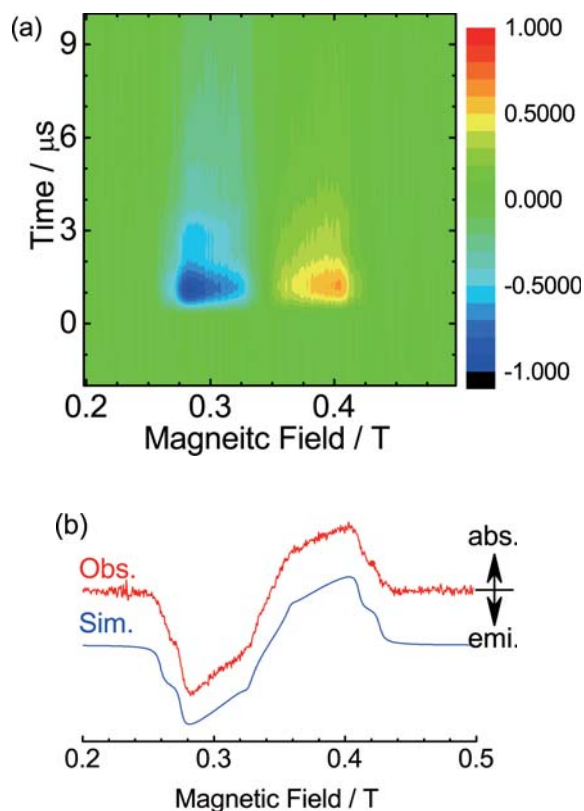 (a)
9
6
3
0
Time / μs
0.2 0.3 0.4
Magneitc Field / T
1.000
0.5000
0.000
-0.5000
-1.000
(b)
Obs.
Sim.
abs.
emi.
0.2 0.3 0.4 0.5
Magnetic Field / T